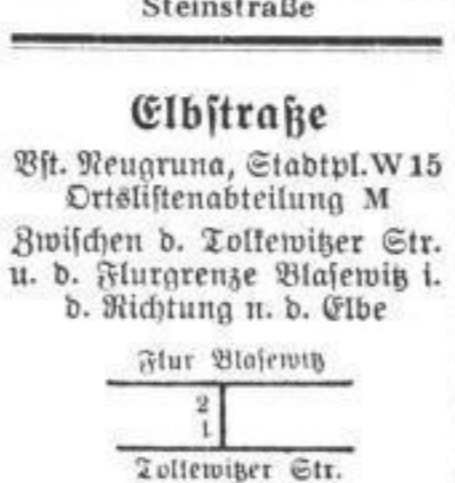 Steinstraße
Elbstraße
Vst. Neugruna, Stadtpl. W 15
Ortslistenabteilung M
Zwischen d. Tolkewitzer Str.
u. d. Flurgrenze Blasewitz i.
d. Richtung n. d. Elbe
Flur Blasewitz
2
1
Tolkewitzer Str.